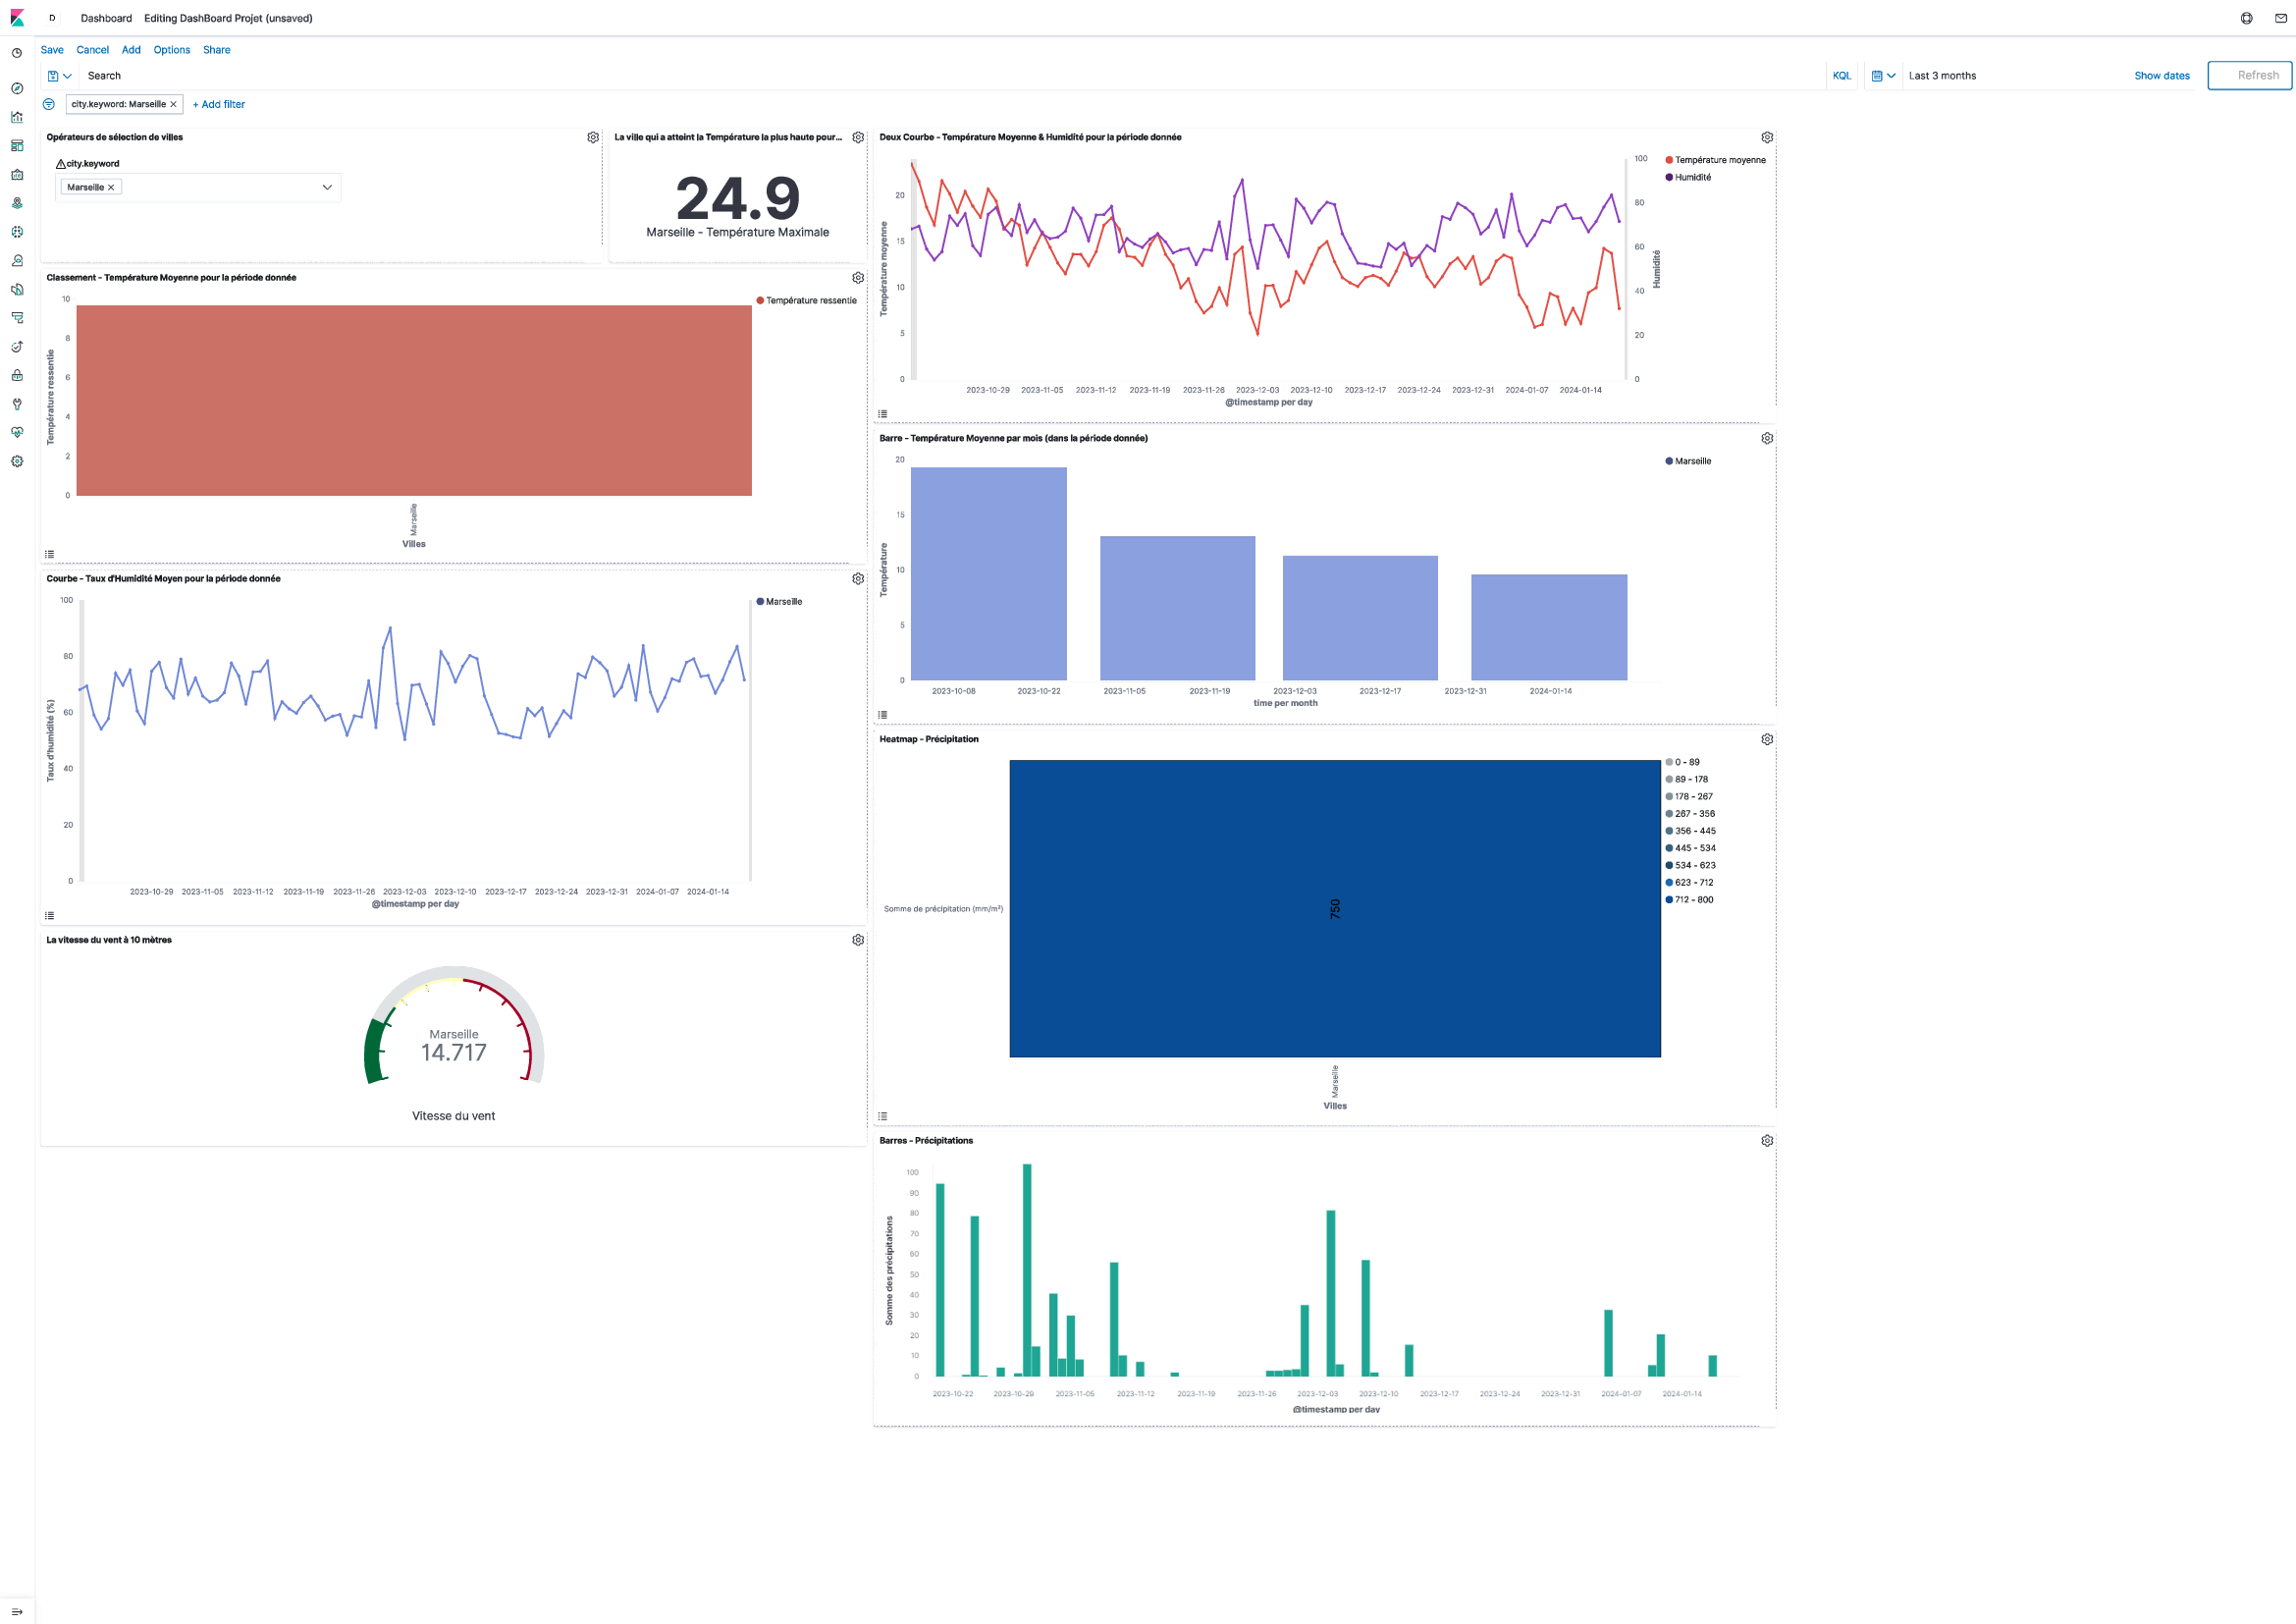 D Dashboard Editing DashBoard Projet (unsaved)
Save Cancel Add Options Share
Search KQL Last 3 months Show dates Refresh
city.keyword: Marseille × + Add filter
Opérateurs de sélection de villes
city.keyword
Marseille ×
La ville qui a atteint la Température la plus haute pour...
24.9
Marseille - Température Maximale
Classement - Température Moyenne pour la période donnée
Température ressentie
10
8
6
4
2
0
Température ressentie
Marseille
Villes
Courbe - Taux d'Humidité Moyen pour la période donnée
Marseille
100
80
60
40
20
0
Taux d'humidité (%)
2023-10-29 2023-11-05 2023-11-12 2023-11-19 2023-11-26 2023-12-03 2023-12-10 2023-12-17 2023-12-24 2023-12-31 2024-01-07 2024-01-14
@timestamp per day
La vitesse du vent à 10 mètres
Marseille
14.717
Vitesse du vent
Deux Courbe - Température Moyenne & Humidité pour la période donnée
Température moyenne
Humidité
20
15
10
5
0
Température moyenne
100
80
60
40
20
0
Humidité
2023-10-29 2023-11-05 2023-11-12 2023-11-19 2023-11-26 2023-12-03 2023-12-10 2023-12-17 2023-12-24 2023-12-31 2024-01-07 2024-01-14
@timestamp per day
Barre - Température Moyenne par mois (dans la période donnée)
Marseille
20
15
10
5
0
Température
2023-10-08 2023-10-22 2023-11-05 2023-11-19 2023-12-03 2023-12-17 2023-12-31 2024-01-14
time per month
Heatmap - Précipitation
0 - 89
89 - 178
178 - 267
267 - 356
356 - 445
445 - 534
534 - 623
623 - 712
712 - 800
Somme de précipitation (mm/m²)
750
Marseille
Villes
Barres - Précipitations
100
90
80
70
60
50
40
30
20
10
0
Somme des précipitations
2023-10-22 2023-10-29 2023-11-05 2023-11-12 2023-11-19 2023-11-26 2023-12-03 2023-12-10 2023-12-17 2023-12-24 2023-12-31 2024-01-07 2024-01-14
@timestamp per day